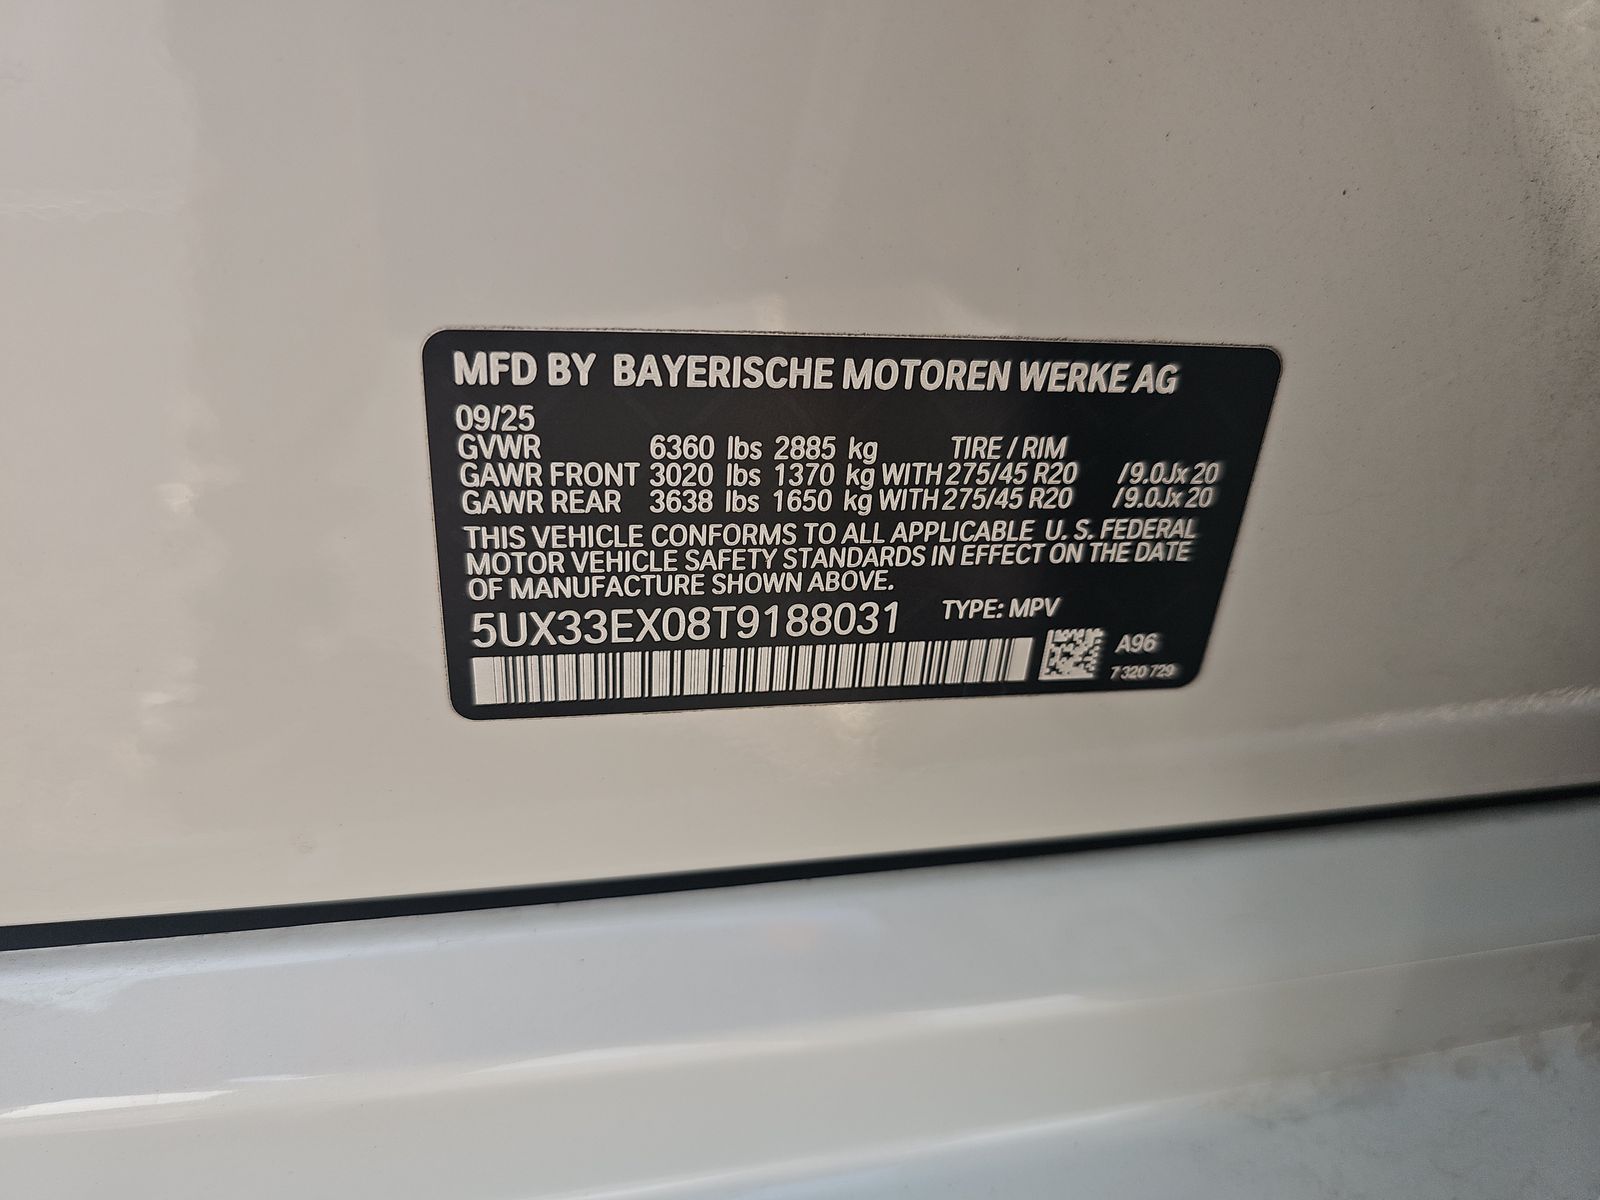 MFD BY BAYERISCHE MOTOREN WERKE AG
09/25
GVWR 6360 lbs 2885 kg TIRE / RIM
GAWR FRONT 3020 lbs 1370 kg WITH 275/45 R20 / 9.0Jx 20
GAWR REAR 3638 lbs 1650 kg WITH 275/45 R20 / 9.0Jx 20
THIS VEHICLE CONFORMS TO ALL APPLICABLE U. S. FEDERAL
MOTOR VEHICLE SAFETY STANDARDS IN EFFECT ON THE DATE
OF MANUFACTURE SHOWN ABOVE.
5UX33EX08T9188031 TYPE: MPV
A96
7 320 729